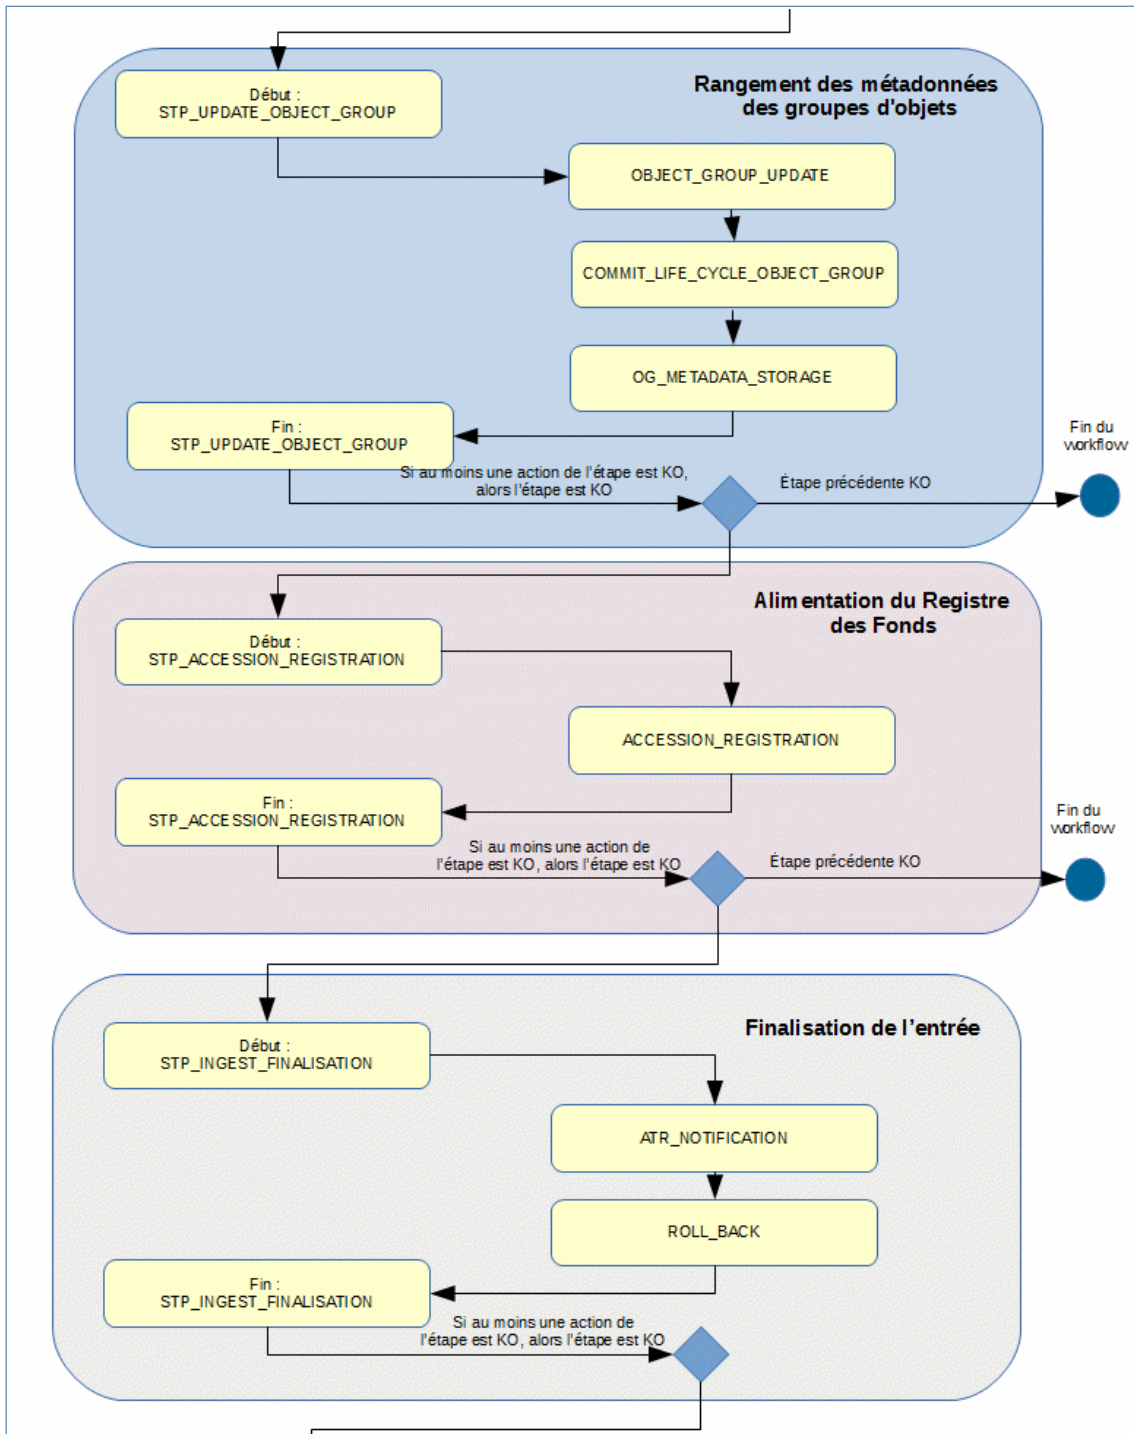 Rangement des métadonnées
des groupes d'objets
Début :
STP_UPDATE_OBJECT_GROUP
OBJECT_GROUP_UPDATE
COMMIT_LIFE_CYCLE_OBJECT_GROUP
OG_METADATA_STORAGE
Fin :
STP_UPDATE_OBJECT_GROUP
Si au moins une action de l'étape est KO,
alors l'étape est KO
Étape précédente KO
Fin du
workflow
Alimentation du Registre
des Fonds
Début :
STP_ACCESSION_REGISTRATION
ACCESSION_REGISTRATION
Fin :
STP_ACCESSION_REGISTRATION
Si au moins une action de
l'étape est KO, alors l'étape est KO
Étape précédente KO
Fin du
workflow
Finalisation de l’entrée
Début :
STP_INGEST_FINALISATION
ATR_NOTIFICATION
ROLL_BACK
Fin :
STP_INGEST_FINALISATION
Si au moins une action de
l'étape est KO, alors l'étape est KO